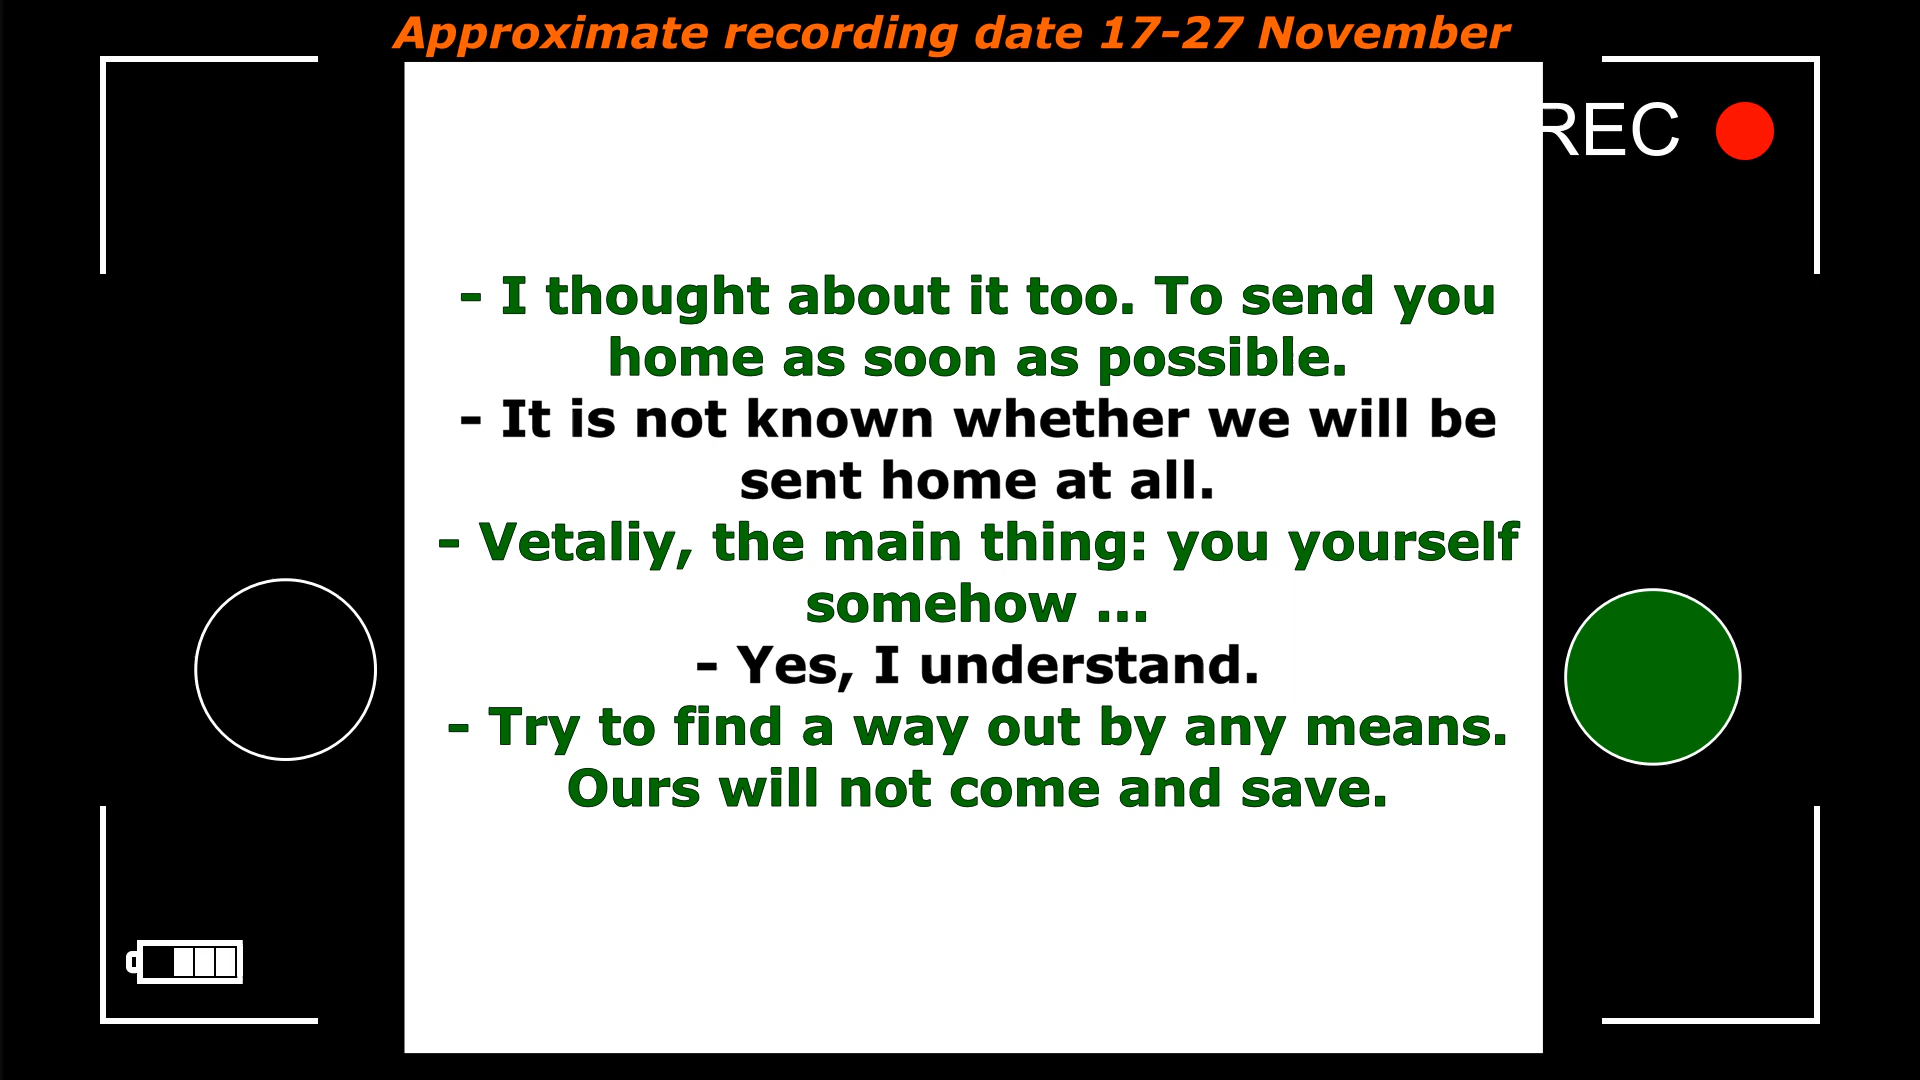 Approximate recording date 17-27 November
REC
- I thought about it too. To send you
home as soon as possible.
- It is not known whether we will be
sent home at all.
- Vetaliy, the main thing: you yourself
somehow ...
- Yes, I understand.
- Try to find a way out by any means.
Ours will not come and save.